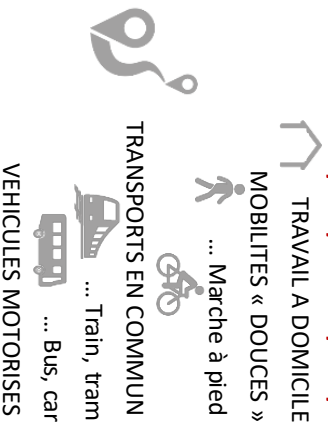 TRAVAIL A DOMICILE
MOBILITES « DOUCES »
... Marche à pied
TRANSPORTS EN COMMUN
... Train, tram
... Bus, car
VEHICULES MOTORISES